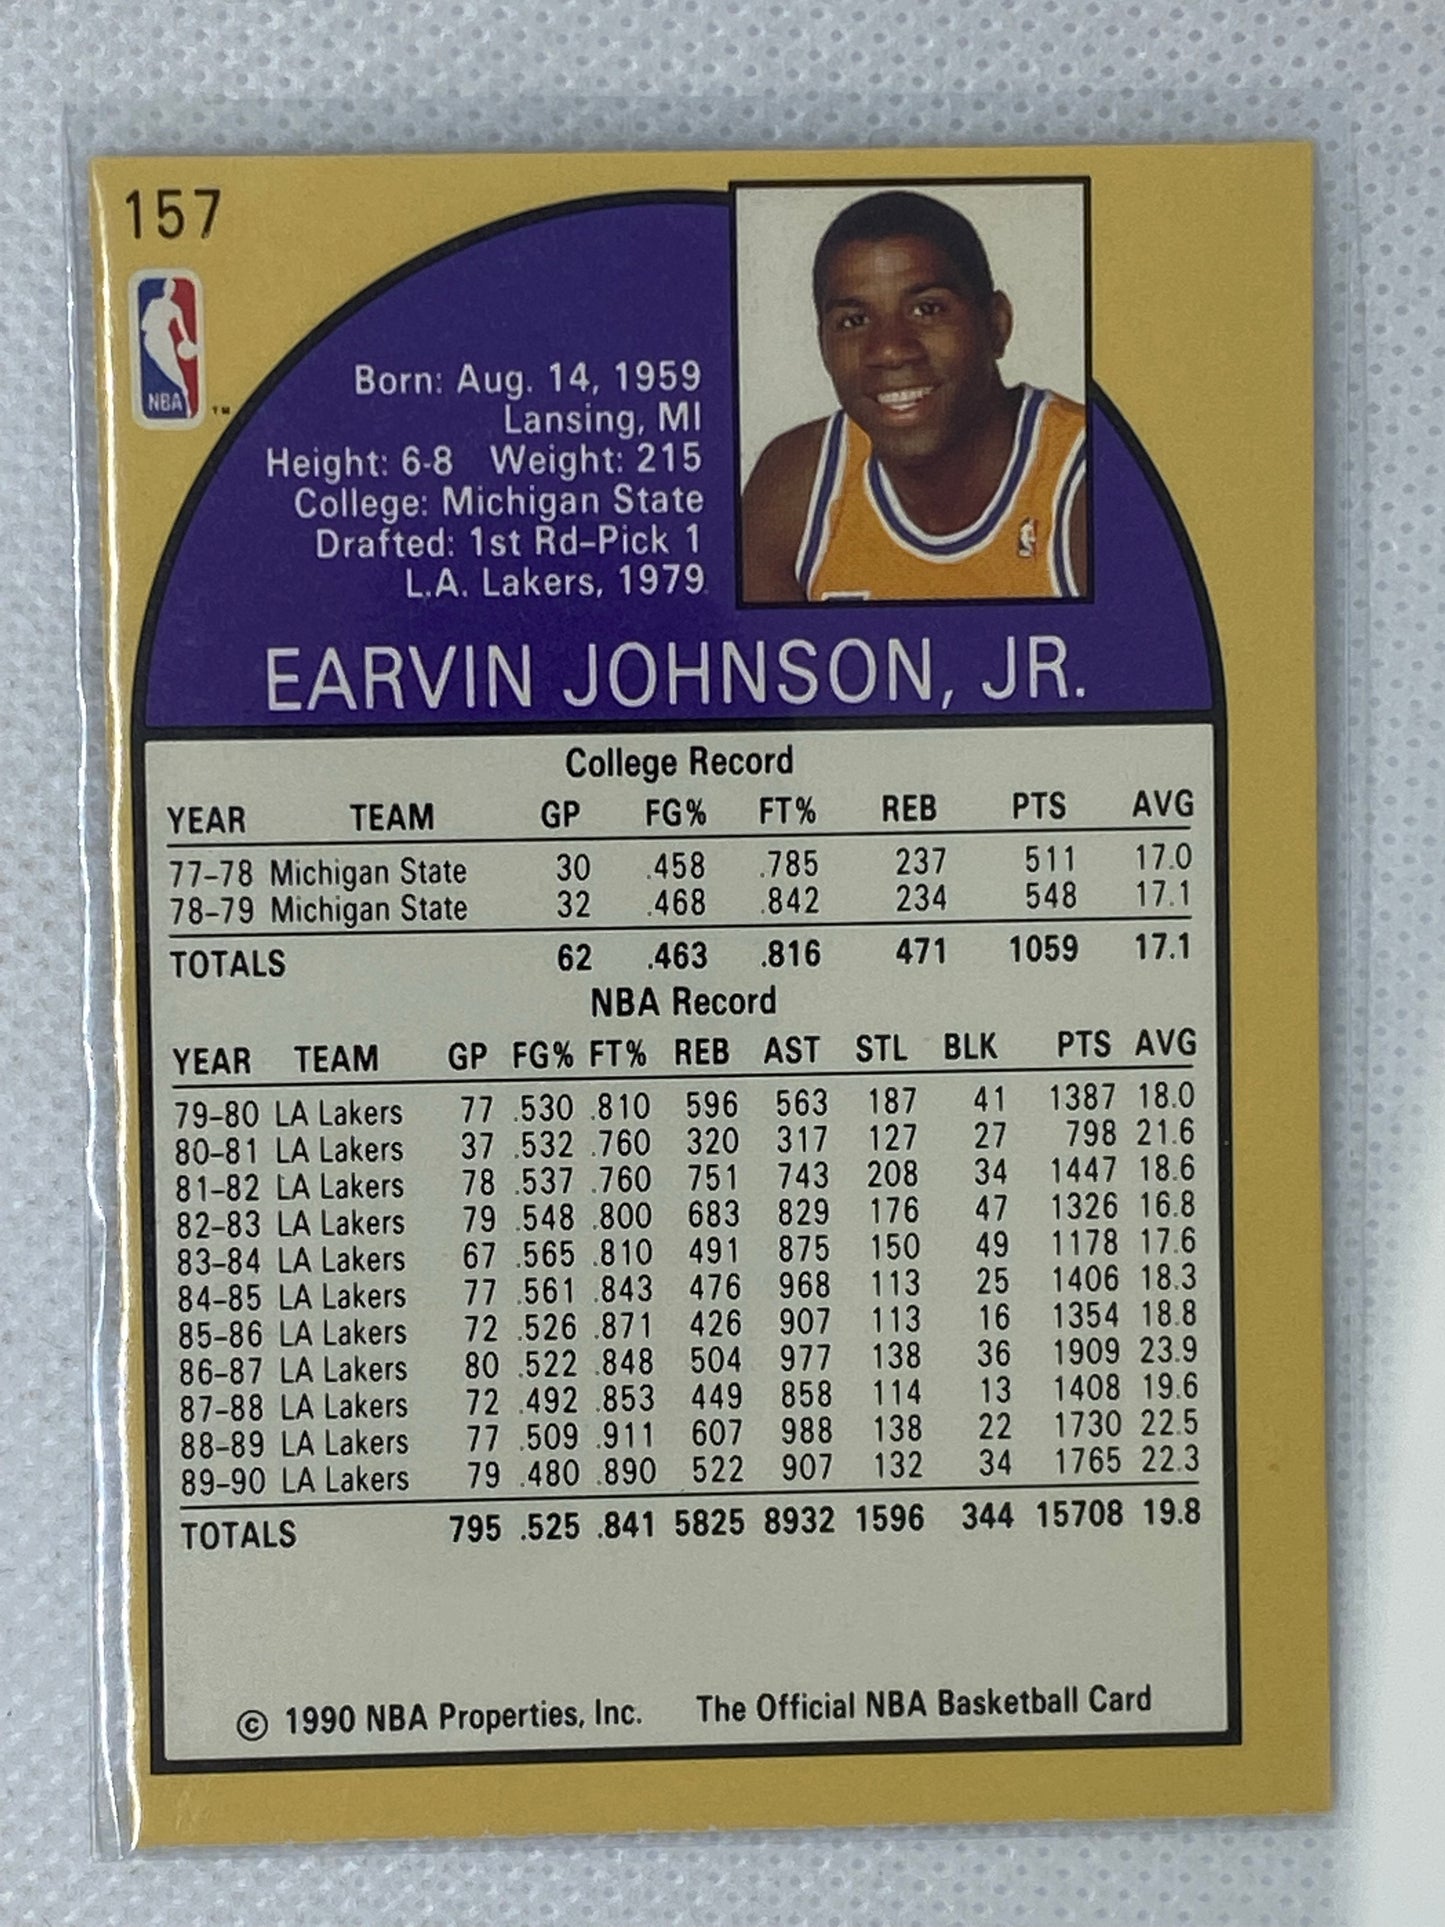 157
NBA
TM
Born: Aug. 14, 1959
Lansing, MI
Height: 6-8 Weight: 215
College: Michigan State
Drafted: 1st Rd–Pick 1
L.A. Lakers, 1979
EARVIN JOHNSON, JR.
College Record
YEAR TEAM GP FG% FT% REB PTS AVG
77–78 Michigan State 30 .458 .785 237 511 17.0
78–79 Michigan State 32 .468 .842 234 548 17.1
TOTALS 62 .463 .816 471 1059 17.1
NBA Record
YEAR TEAM GP FG% FT% REB AST STL BLK PTS AVG
79–80 LA Lakers 77 .530 .810 596 563 187 41 1387 18.0
80–81 LA Lakers 37 .532 .760 320 317 127 27 798 21.6
81–82 LA Lakers 78 .537 .760 751 743 208 34 1447 18.6
82–83 LA Lakers 79 .548 .800 683 829 176 47 1326 16.8
83–84 LA Lakers 67 .565 .810 491 875 150 49 1178 17.6
84–85 LA Lakers 77 .561 .843 476 968 113 25 1406 18.3
85–86 LA Lakers 72 .526 .871 426 907 113 16 1354 18.8
86–87 LA Lakers 80 .522 .848 504 977 138 36 1909 23.9
87–88 LA Lakers 72 .492 .853 449 858 114 13 1408 19.6
88–89 LA Lakers 77 .509 .911 607 988 138 22 1730 22.5
89–90 LA Lakers 79 .480 .890 522 907 132 34 1765 22.3
TOTALS 795 .525 .841 5825 8932 1596 344 15708 19.8
© 1990 NBA Properties, Inc. The Official NBA Basketball Card